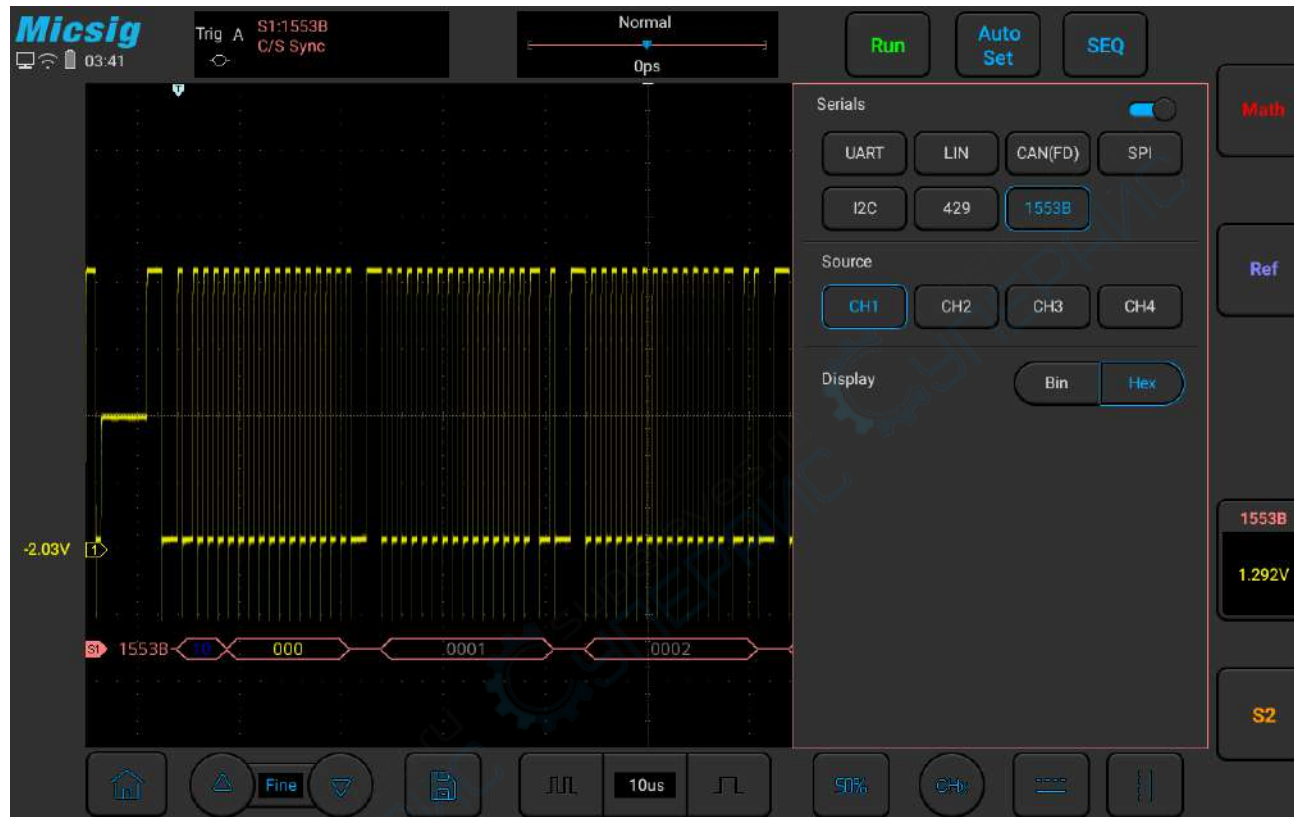 Micsig
03:41
Trig A S1:1553B
C/S Sync
Normal
0ps
Run
Auto
Set
SEQ
T
Serials
UART LIN CAN(FD) SPI
I2C 429 1553B
Source
CH1 CH2 CH3 CH4
Display Bin Hex
Math
Ref
1553B
1.292V
S2
-2.03V 1
S1 1553B 10 000 0001 0002
Fine
10us
50%
СУПЕРАЙС